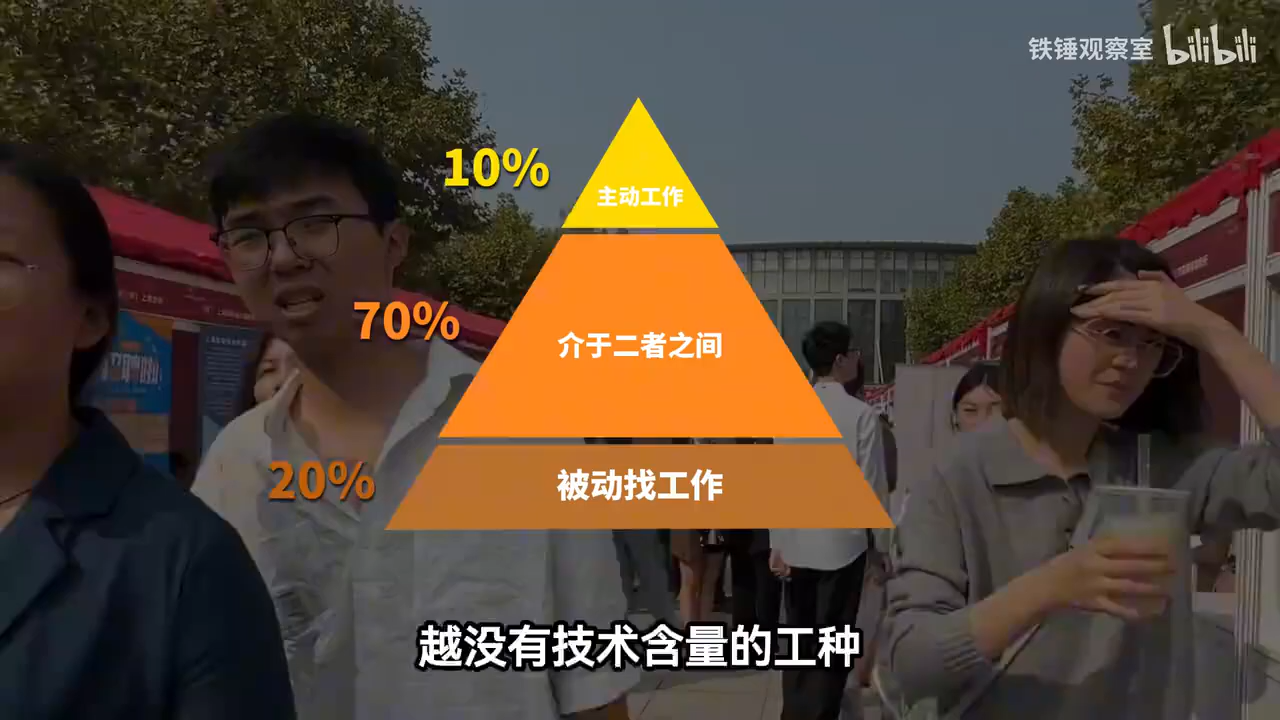 铁锤观察室 bilibili
10%
主动工作
70%
介于二者之间
20%
被动找工作
越没有技术含量的工种